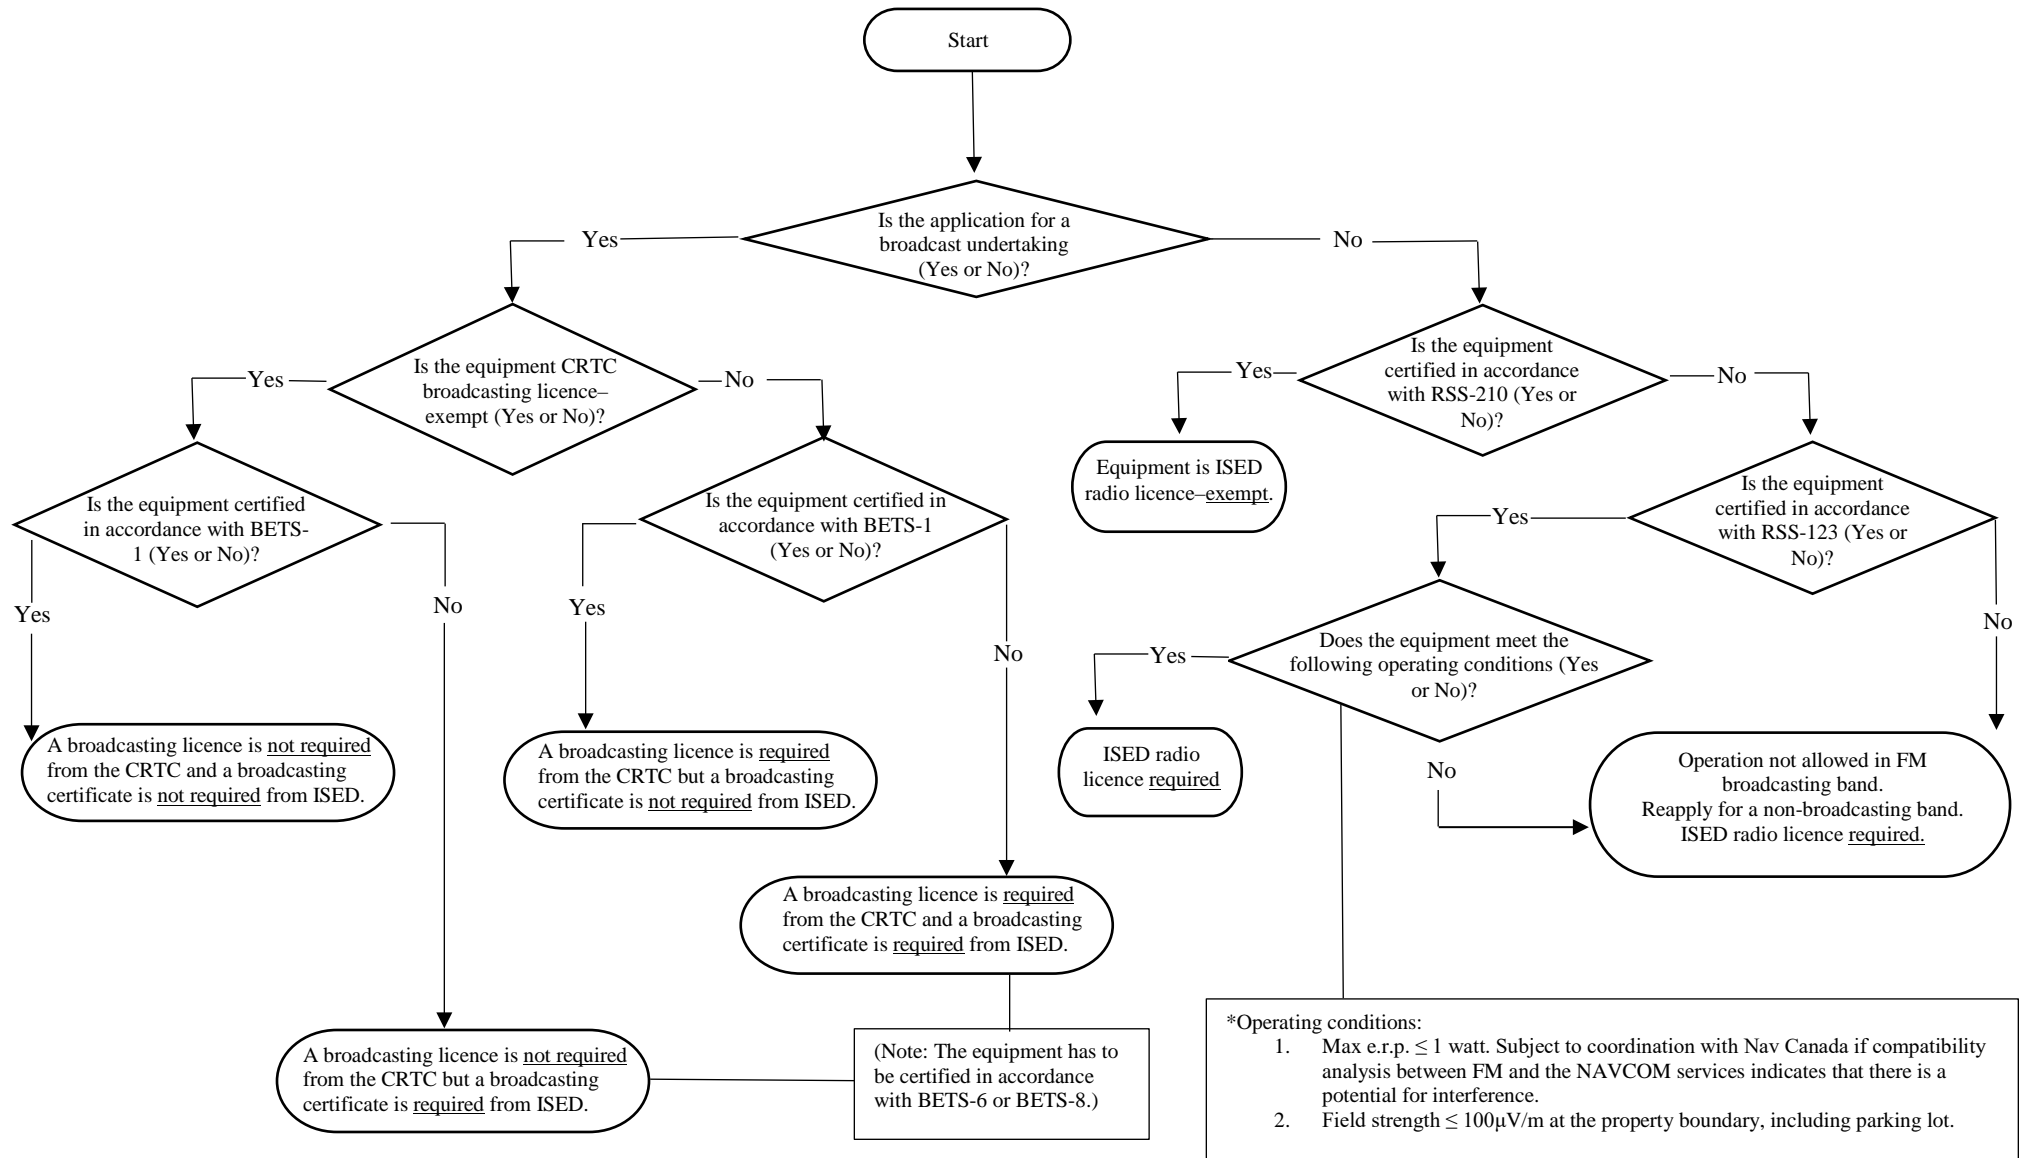 Start
Is the application for a
broadcast undertaking
(Yes or No)?
Yes
No
Is the equipment CRTC
broadcasting licence–
exempt (Yes or No)?
Is the equipment
certified in accordance
with RSS-210 (Yes or
No)?
Yes
No
Yes
No
Is the equipment certified
in accordance with BETS-
1 (Yes or No)?
Is the equipment certified in
accordance with BETS-1
(Yes or No)?
Equipment is ISED
radio licence–exempt.
Is the equipment
certified in accordance
with RSS-123 (Yes or
No)?
Yes
No
Yes
No
Yes
No
Does the equipment meet the
following operating conditions (Yes
or No)?
Yes
No
A broadcasting licence is not required
from the CRTC and a broadcasting
certificate is not required from ISED.
A broadcasting licence is required
from the CRTC but a broadcasting
certificate is not required from ISED.
ISED radio
licence required
Operation not allowed in FM
broadcasting band.
Reapply for a non-broadcasting band.
ISED radio licence required.
A broadcasting licence is required
from the CRTC and a broadcasting
certificate is required from ISED.
A broadcasting licence is not required
from the CRTC but a broadcasting
certificate is required from ISED.
(Note: The equipment has to
be certified in accordance
with BETS-6 or BETS-8.)
*Operating conditions:
1. Max e.r.p. ≤ 1 watt. Subject to coordination with Nav Canada if compatibility
analysis between FM and the NAVCOM services indicates that there is a
potential for interference.
2. Field strength ≤ 100µV/m at the property boundary, including parking lot.